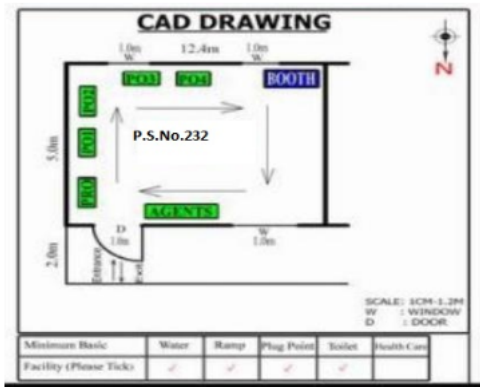 CAD DRAWING
1.0m 12.4m 1.0m
W W
PO3 PO4 BOOTH
PO2
PO1
PRO
P.S.No.232
5.0m
AGENTS
D
1.0m
W
1.0m
2.0m
Entrance
Exit
N
SCALE: 1CM-1.2M
W : WINDOW
D : DOOR
Minimum Basic Water Ramp Plug Point Toilet Health Care
Facility (Please Tick) ✓ ✓ ✓ ✓